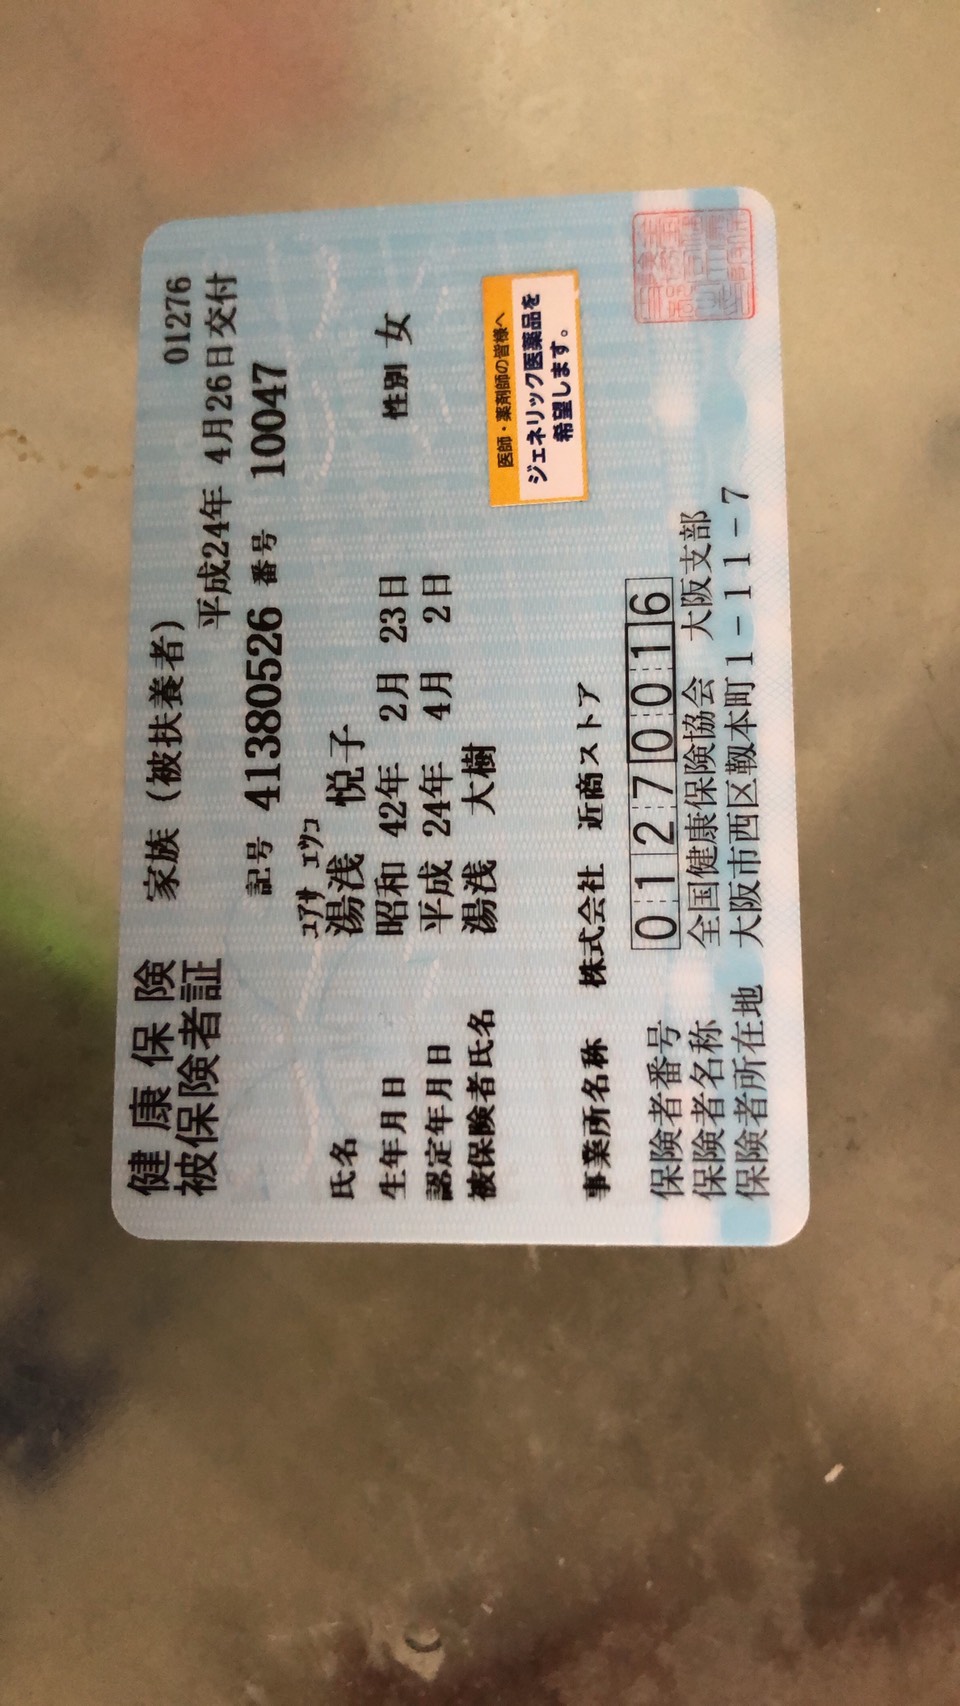 健康保険
被保険者証
家族（被扶養者）
01276
平成24年 4月26日交付
記号 41380526 番号 10047
ﾕｱｻ ｴﾂｺ
氏名 湯浅 悦子
生年月日 昭和 42年 2月 23日 性別 女
認定年月日 平成 24年 4月 2日
被保険者氏名 湯浅 大樹
医師・薬剤師の皆様へ
ジェネリック医薬品を
希望します。
事業所名称 株式会社 近商ストア
保険者番号 01270016
保険者名称 全国健康保険協会 大阪支部
保険者所在地 大阪市西区靱本町1－11－7